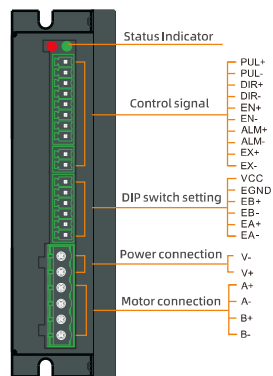 Status Indicator
PUL+
PUL-
DIR+
DIR-
Control signal
EN+
EN-
ALM+
ALM-
EX+
EX-
VCC
EGND
DIP switch setting
EB+
EB-
EA+
EA-
Power connection
V-
V+
Motor connection
A+
A-
B+
B-